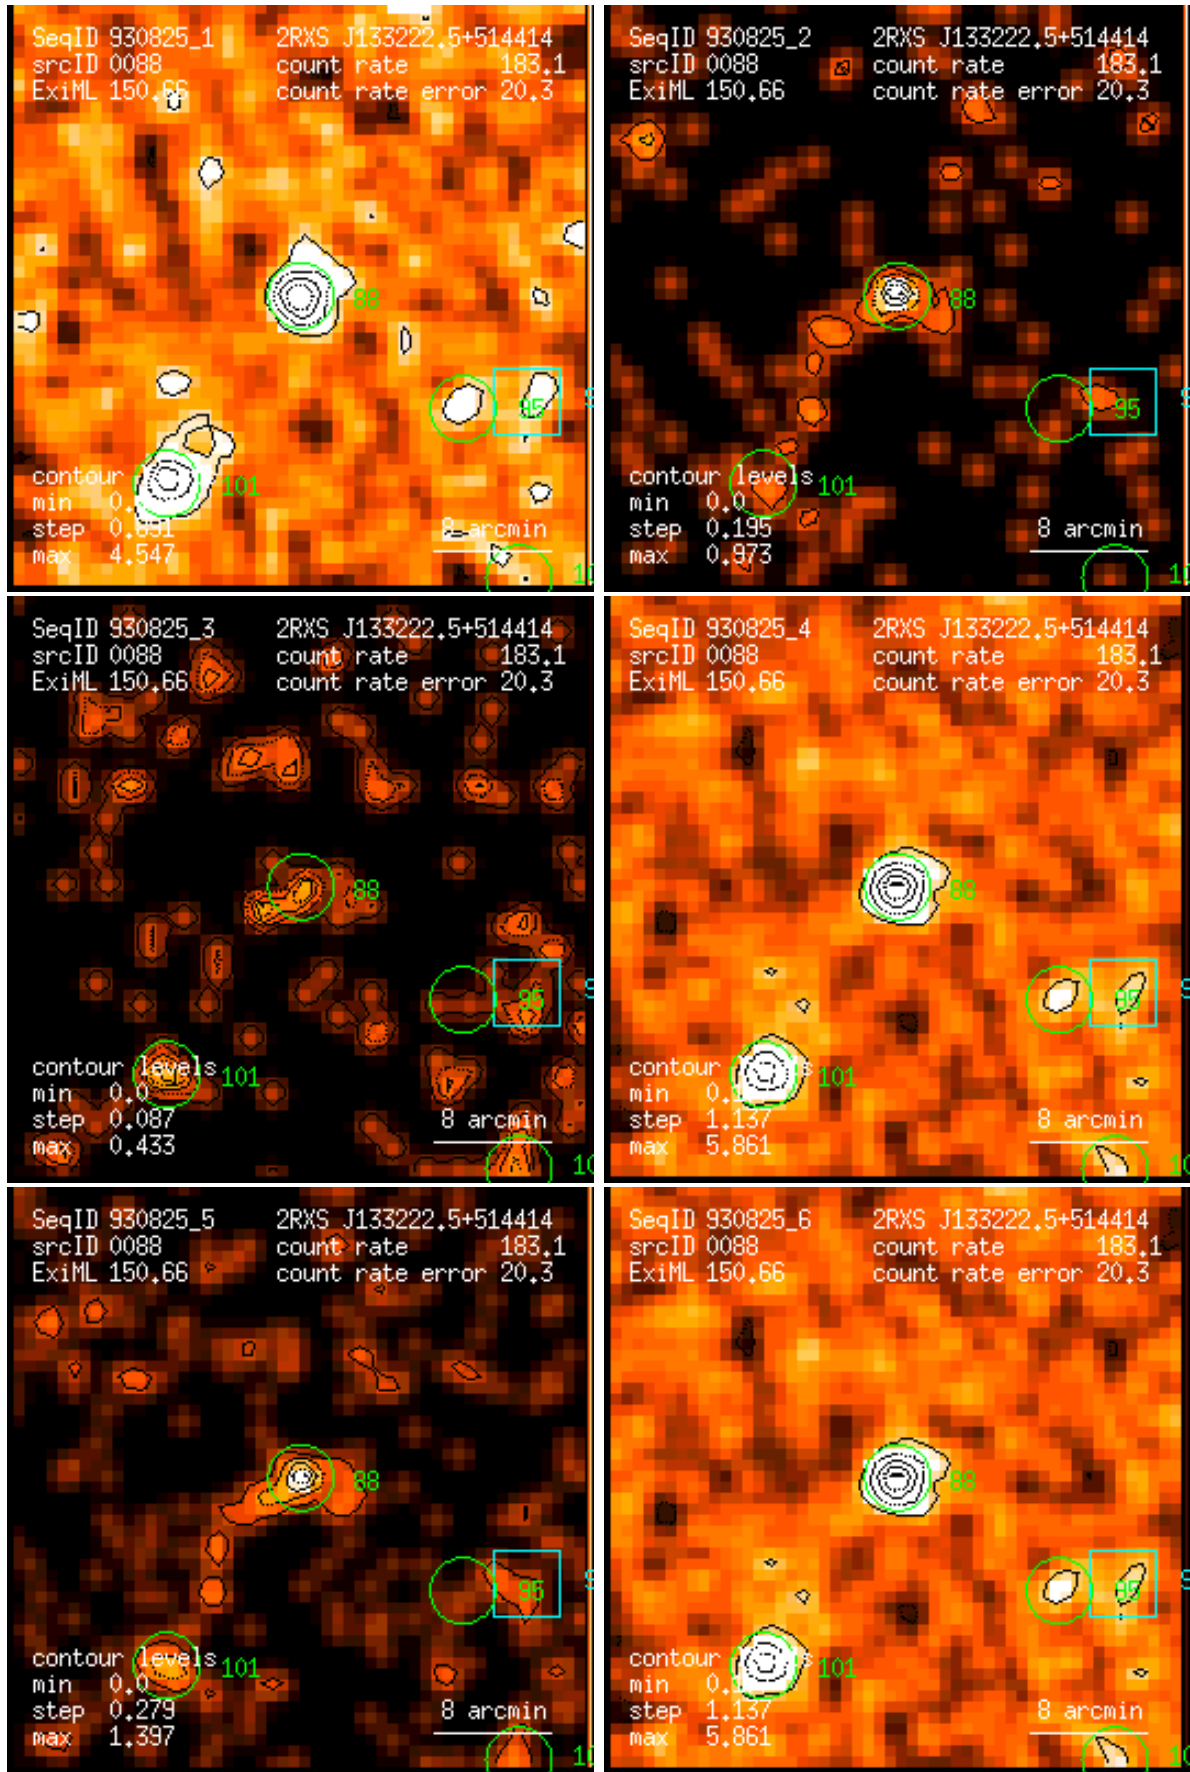 SeqID 930825_1 2RXS J133222.5+514414
srcID 0088 count rate 183.1
ExiML 150.66 count rate error 20.3
88
95
contour
101
min 0.
step 0.891
8 arcmin
max 4.547
SeqID 930825_2 2RXS J133222.5+514414
srcID 0088 count rate 183.1
ExiML 150.66 count rate error 20.3
88
95
contour levels
101
min 0.0
step 0.195
8 arcmin
max 0.973
SeqID 930825_3 2RXS J133222.5+514414
srcID 0088 count rate 183.1
ExiML 150.66 count rate error 20.3
88
95
contour levels
101
min 0.0
step 0.087
8 arcmin
max 0.433
SeqID 930825_4 2RXS J133222.5+514414
srcID 0088 count rate 183.1
ExiML 150.66 count rate error 20.3
88
95
contour
101
min 0.
step 1.137
8 arcmin
max 5.861
SeqID 930825_5 2RXS J133222.5+514414
srcID 0088 count rate 183.1
ExiML 150.66 count rate error 20.3
88
95
contour levels
101
min 0.0
step 0.279
8 arcmin
max 1.397
SeqID 930825_6 2RXS J133222.5+514414
srcID 0088 count rate 183.1
ExiML 150.66 count rate error 20.3
88
95
contour
101
min 0.
step 1.137
8 arcmin
max 5.861